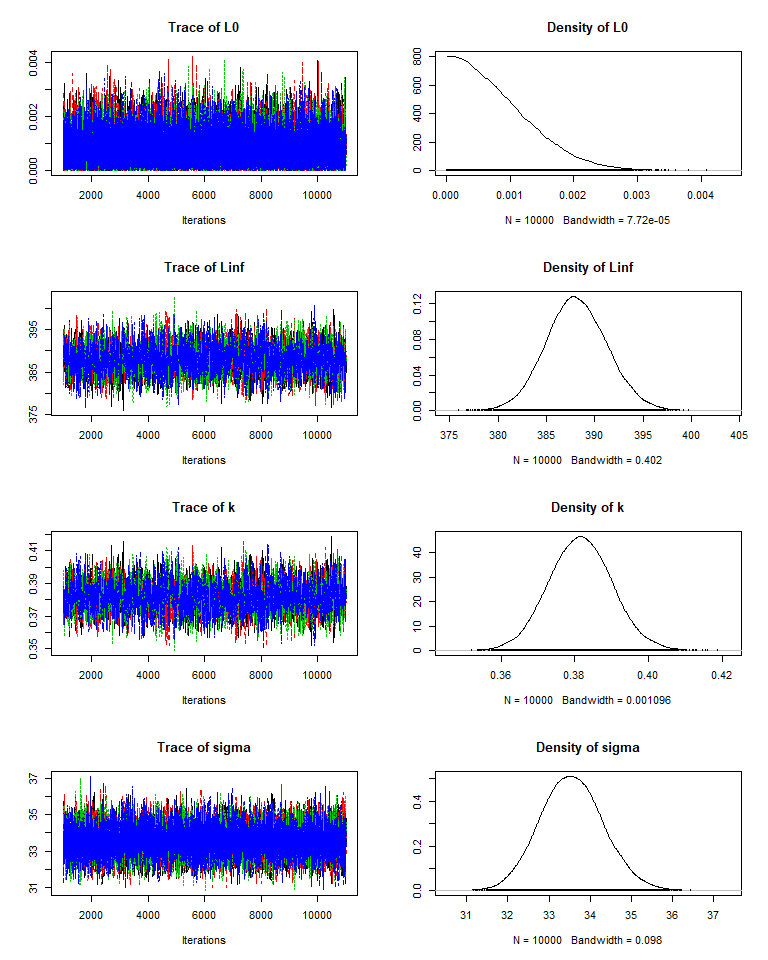 Trace of L0
0.000 0.002 0.004
2000 4000 6000 8000 10000
Iterations
Density of L0
0 200 400 600 800
0.000 0.001 0.002 0.003 0.004
N = 10000 Bandwidth = 7.72e-05
Trace of Linf
375 385 395
2000 4000 6000 8000 10000
Iterations
Density of Linf
0.00 0.04 0.08 0.12
375 380 385 390 395 400 405
N = 10000 Bandwidth = 0.402
Trace of k
0.35 0.37 0.39 0.41
2000 4000 6000 8000 10000
Iterations
Density of k
0 10 20 30 40
0.36 0.38 0.40 0.42
N = 10000 Bandwidth = 0.001096
Trace of sigma
31 33 35 37
2000 4000 6000 8000 10000
Iterations
Density of sigma
0.0 0.2 0.4
31 32 33 34 35 36 37
N = 10000 Bandwidth = 0.098